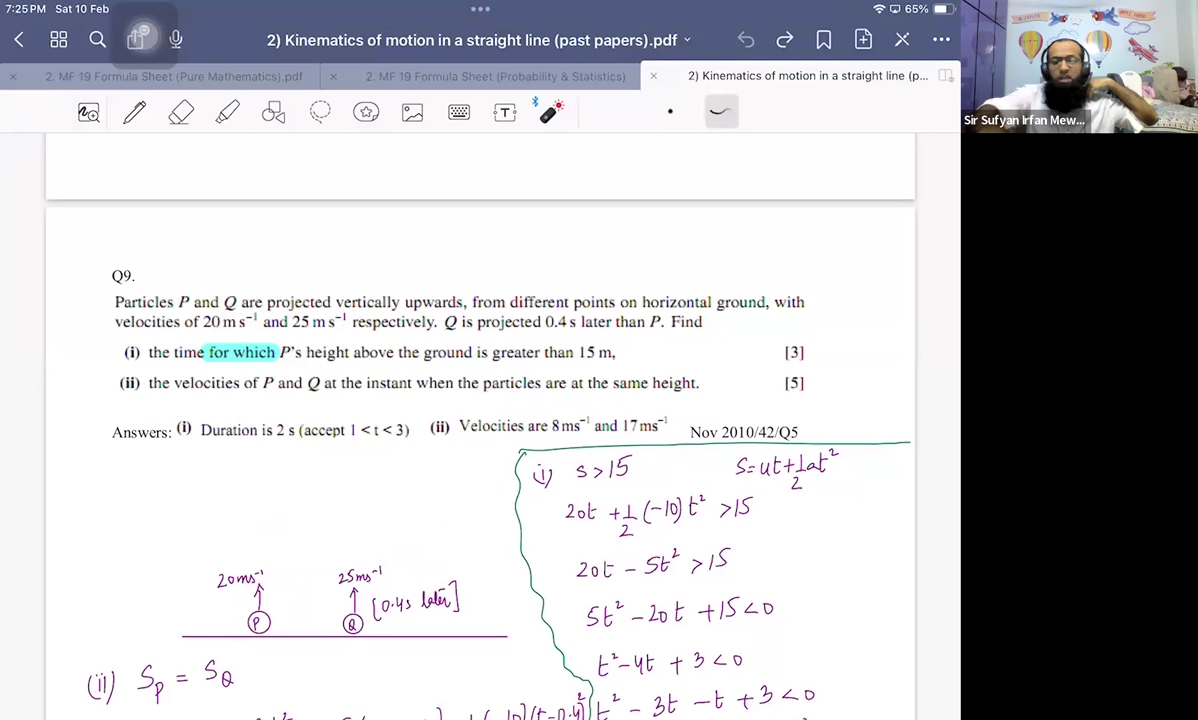 7:25 PM Sat 10 Feb
65%
2) Kinematics of motion in a straight line (past papers).pdf
2. MF 19 Formula Sheet (Pure Mathematics).pdf
2. MF 19 Formula Sheet (Probability & Statistics)
2) Kinematics of motion in a straight line (p...
Sir Sufyan Irfan Mew...
Q9.
Particles P and Q are projected vertically upwards, from different points on horizontal ground, with
velocities of 20 m s⁻¹ and 25 m s⁻¹ respectively. Q is projected 0.4 s later than P. Find
(i) the time for which P's height above the ground is greater than 15 m, [3]
(ii) the velocities of P and Q at the instant when the particles are at the same height. [5]
Answers: (i) Duration is 2 s (accept 1 < t < 3) (ii) Velocities are 8 ms⁻¹ and 17 ms⁻¹ Nov 2010/42/Q5
(i) s > 15 s = ut + 1/2 at²
20t + 1/2 (-10) t² > 15
20t - 5t² > 15
5t² - 20t + 15 < 0
t² - 4t + 3 < 0
t² - 3t - t + 3 < 0
20ms⁻¹ 25ms⁻¹
[0.4s later]
P Q
(ii) Sp = SQ
(-10)(t-0.4)²